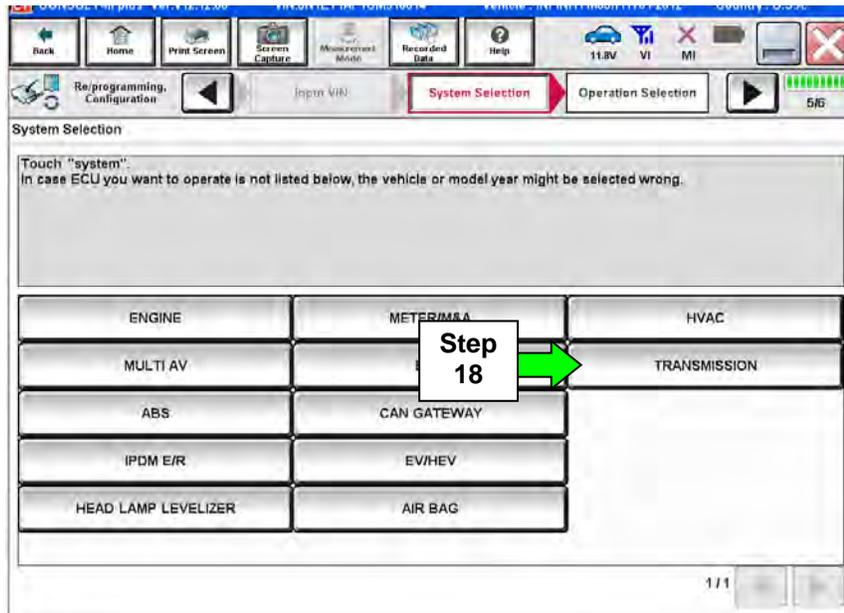 Back
Home
Print Screen
Screen
Capture
Measurement
Mode
Recorded
Data
Help
11.8V
VI
MI
Re/programming,
Configuration
Input VIN
System Selection
Operation Selection
5/6
System Selection
Touch "system".
In case ECU you want to operate is not listed below, the vehicle or model year might be selected wrong.
ENGINE
METER/M&A
HVAC
MULTI AV
Step
18
TRANSMISSION
ABS
CAN GATEWAY
IPDM E/R
EV/HEV
HEAD LAMP LEVELIZER
AIR BAG
1/1